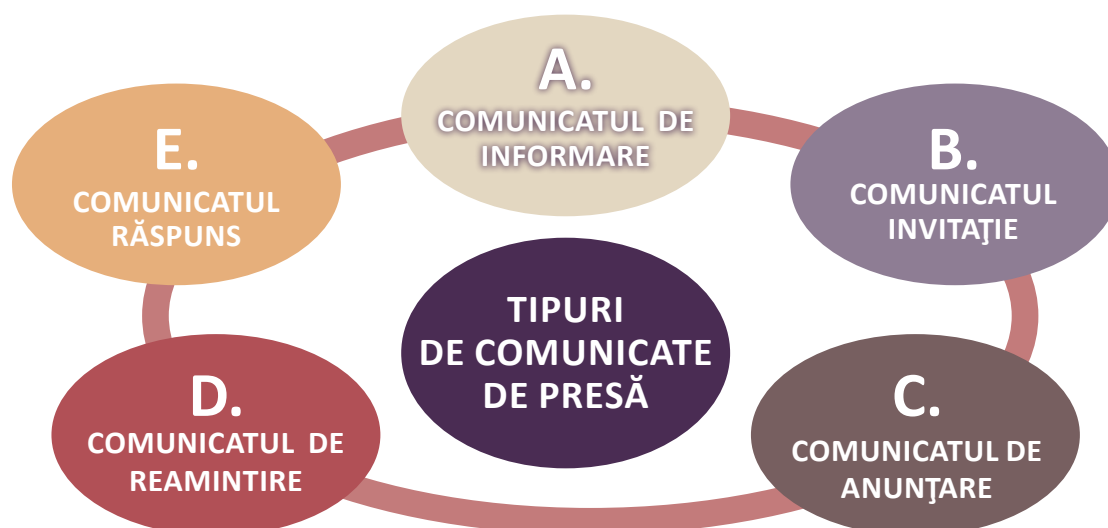 A.
COMUNICATUL DE
INFORMARE
B.
COMUNICATUL
INVITAŢIE
C.
COMUNICATUL DE
ANUNŢARE
D.
COMUNICATUL DE
REAMINTIRE
E.
COMUNICATUL
RĂSPUNS
TIPURI
DE COMUNICATE
DE PRESĂ